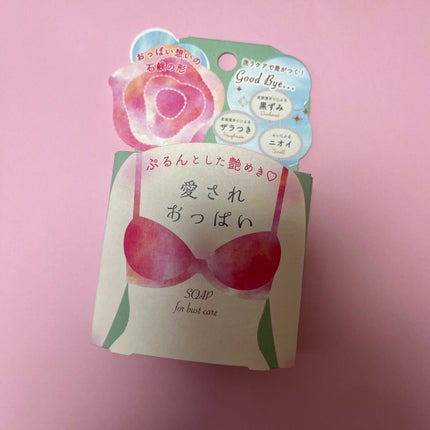 おっぱい想いの
石鹸の形
洗うケアで差がつく!
Good Bye...
黒ずみ
ザラつき
ニオイ
ぷるんとした艶めき♡
愛され
おっぱい
SOAP
for bust care